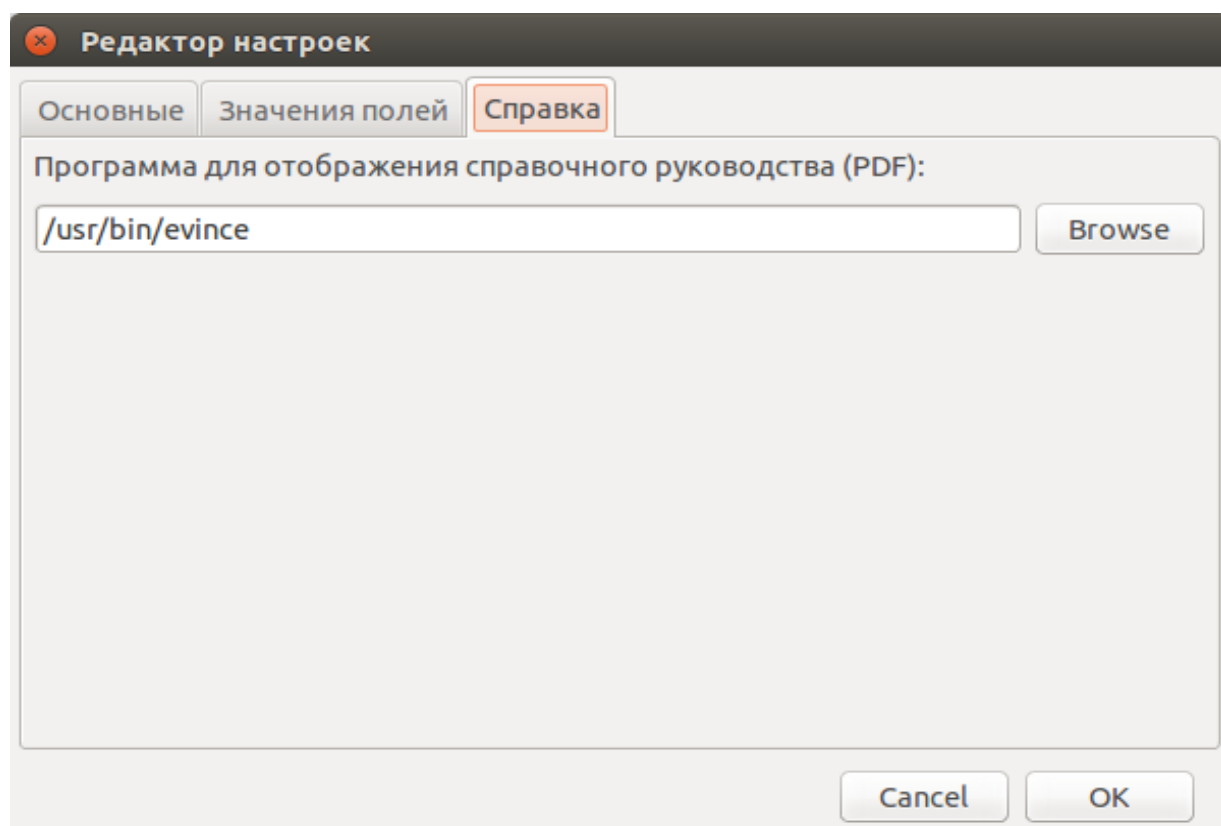 Редактор настроек
Основные Значения полей Справка
Программа для отображения справочного руководства (PDF):
/usr/bin/evince Browse
Cancel OK